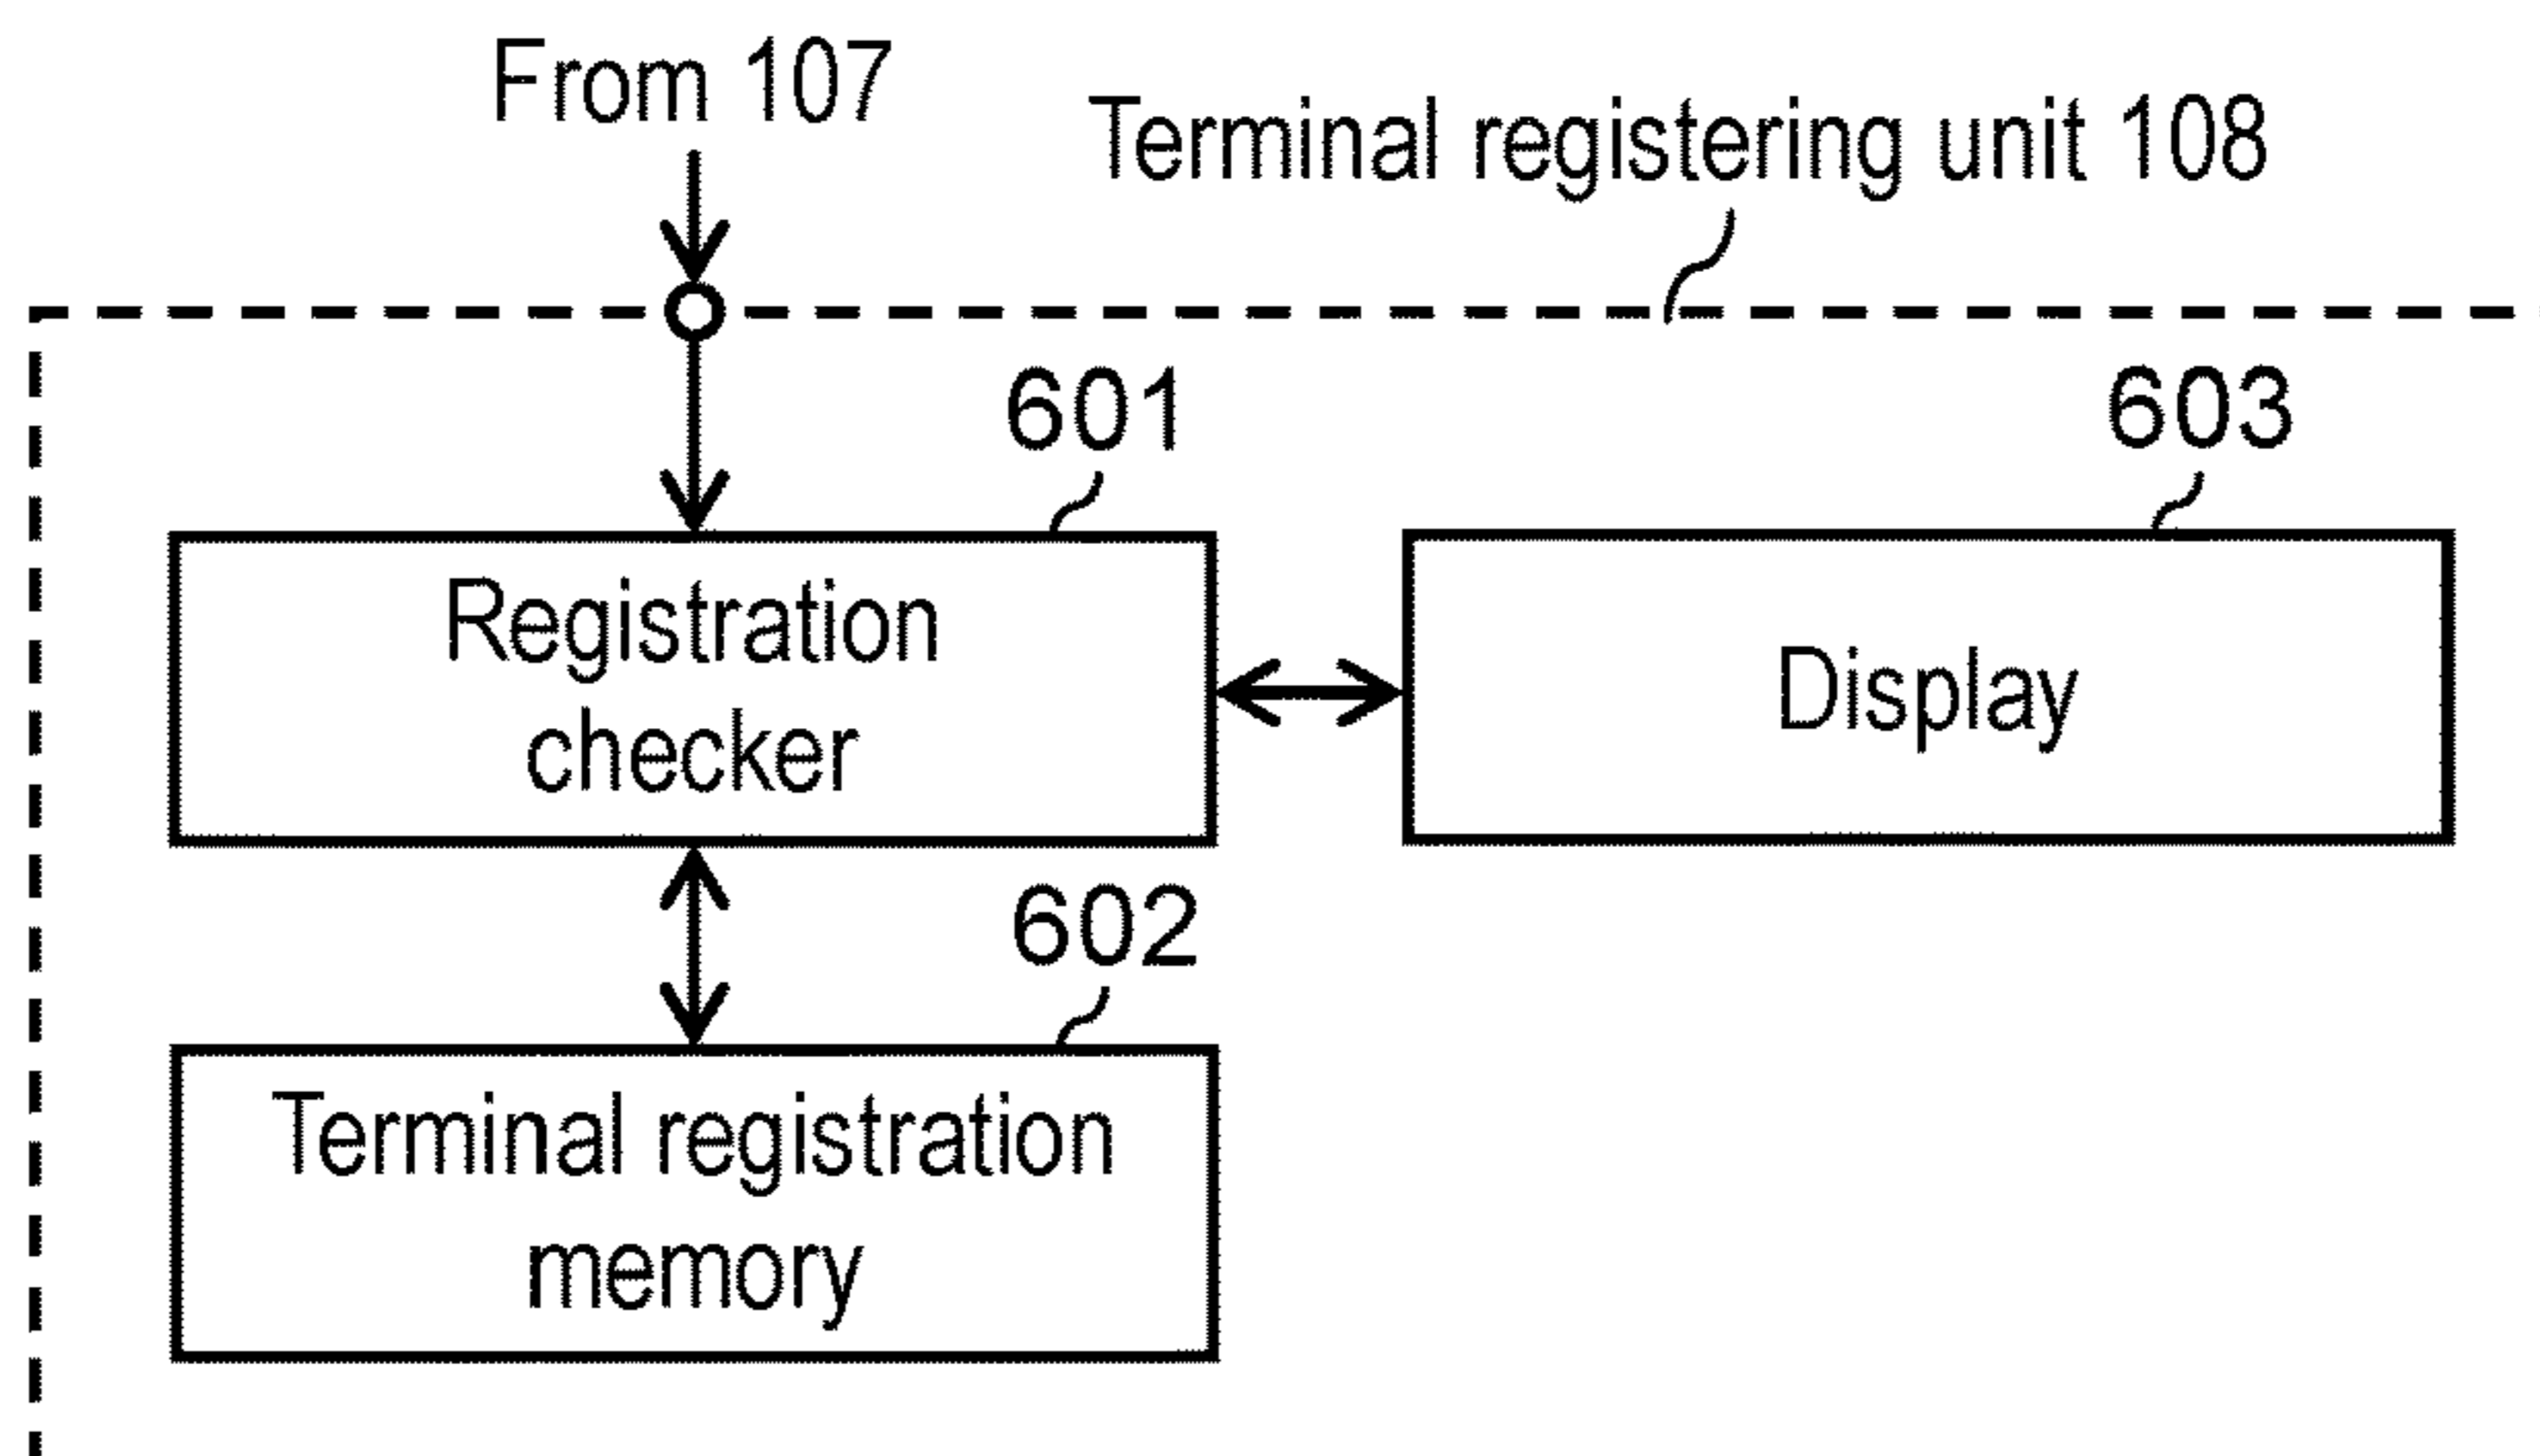 From 107
Terminal registering unit 108
601
603
Registration
checker
Display
602
Terminal registration
memory